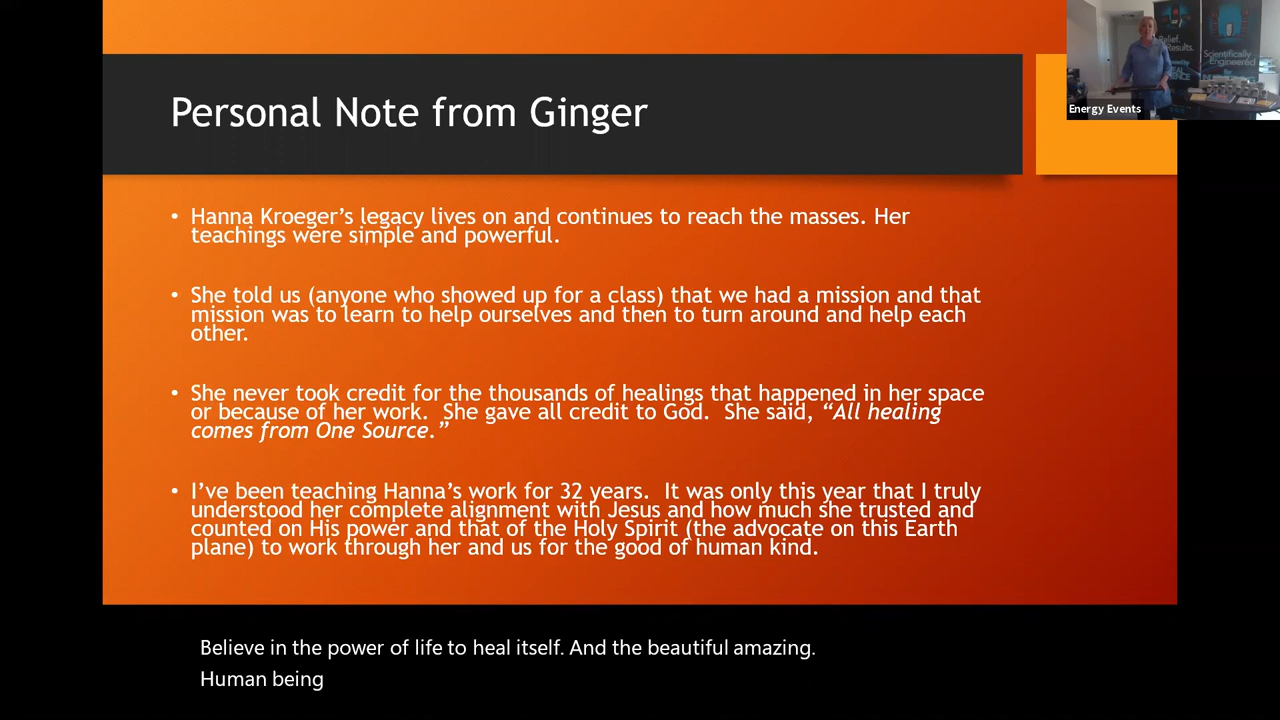 Personal Note from Ginger
• Hanna Kroeger’s legacy lives on and continues to reach the masses. Her
teachings were simple and powerful.
• She told us (anyone who showed up for a class) that we had a mission and that
mission was to learn to help ourselves and then to turn around and help each
other.
• She never took credit for the thousands of healings that happened in her space
or because of her work.  She gave all credit to God.  She said, “All healing
comes from One Source.”
• I’ve been teaching Hanna’s work for 32 years.  It was only this year that I truly
understood her complete alignment with Jesus and how much she trusted and
counted on His power and that of the Holy Spirit (the advocate on this Earth
plane) to work through her and us for the good of human kind.
Relief.
Results.
Scientifically
Engineered
Energy Events
Believe in the power of life to heal itself. And the beautiful amazing.
Human being